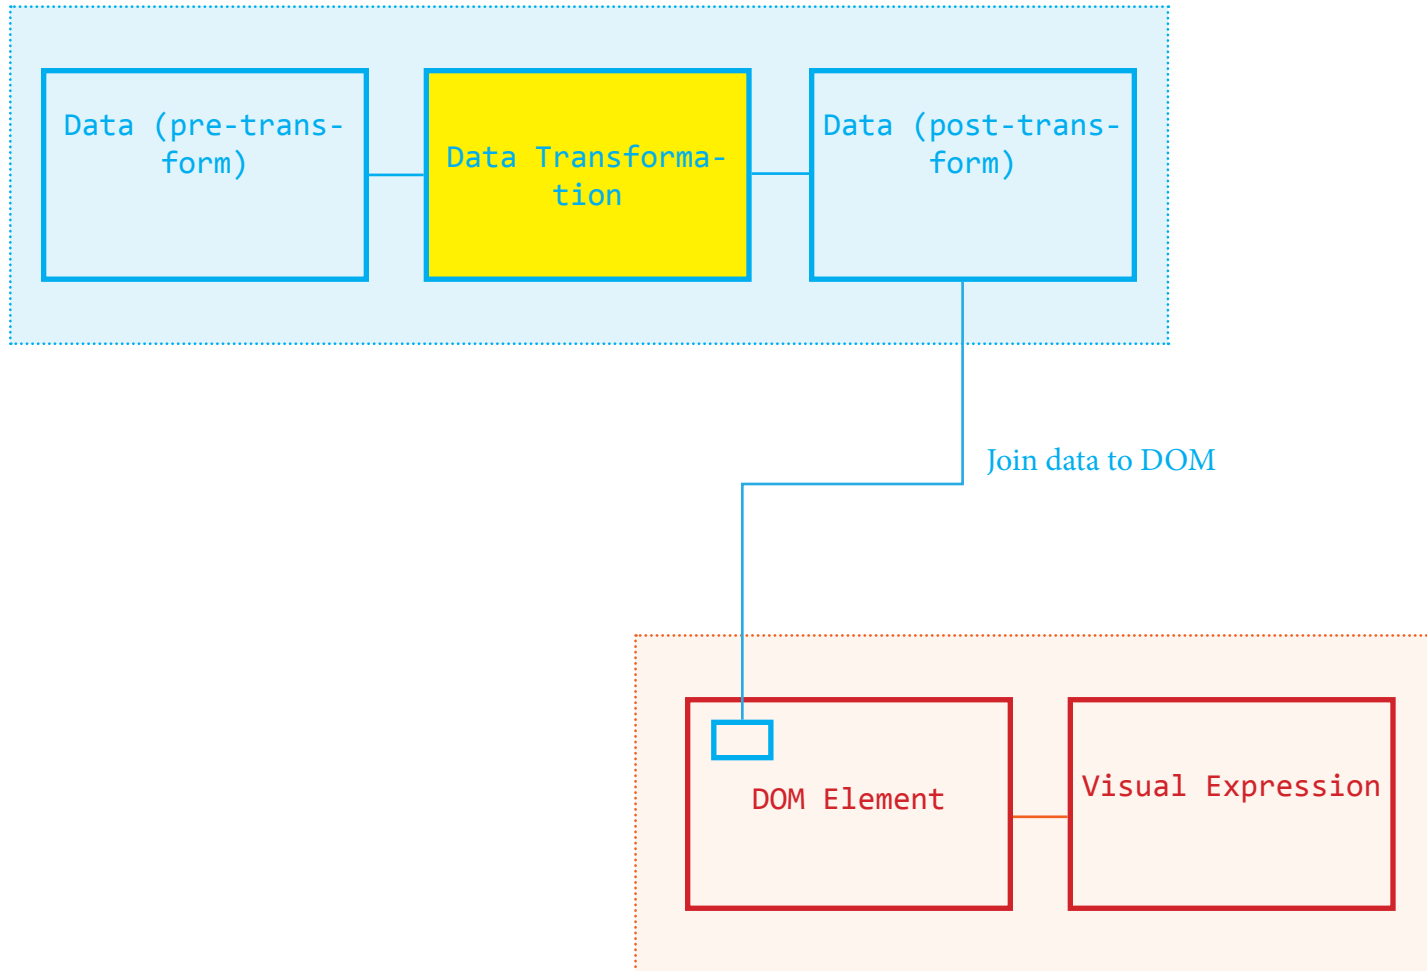 Data (pre-trans-
form)
Data Transforma-
tion
Data (post-trans-
form)
Join data to DOM
DOM Element
Visual Expression